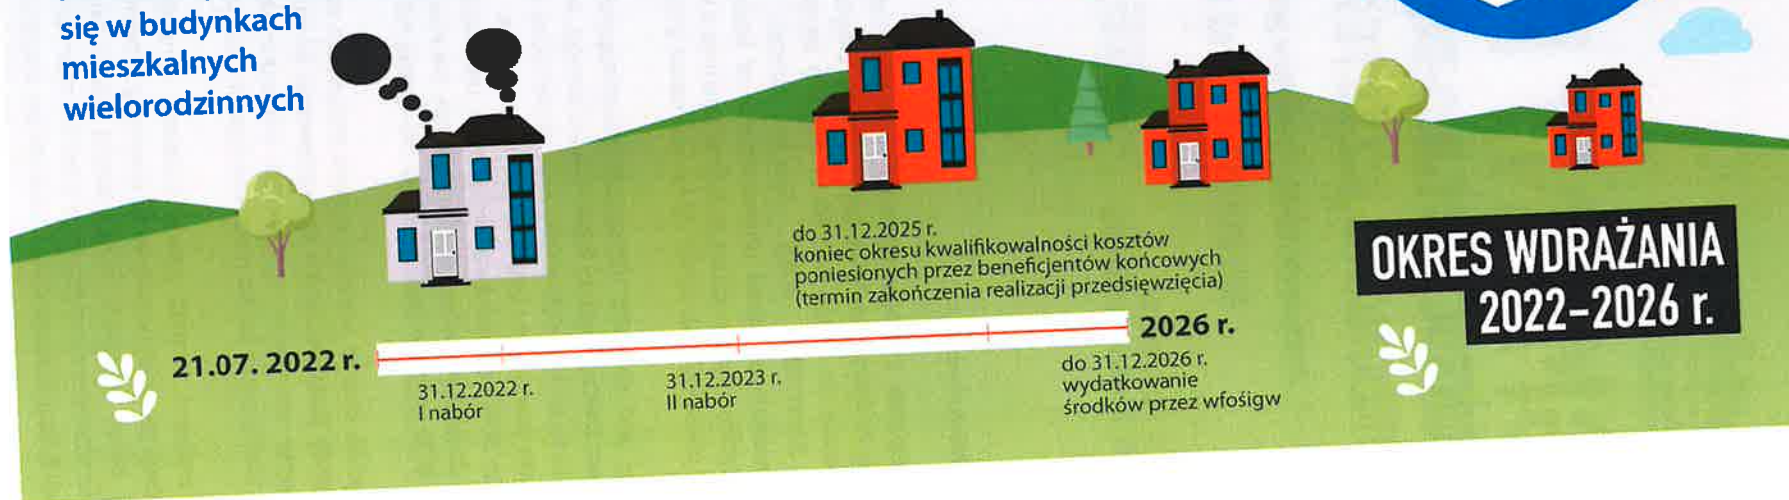 się w budynkach
mieszkalnych
wielorodzinnych
do 31.12.2025 r.
koniec okresu kwalifikowalności kosztów
poniesionych przez beneficjentów końcowych
(termin zakończenia realizacji przedsięwzięcia)
OKRES WDRAŻANIA
2022–2026 r.
21.07. 2022 r.
2026 r.
31.12.2022 r.
I nabór
31.12.2023 r.
II nabór
do 31.12.2026 r.
wydatkowanie
środków przez wfośigw